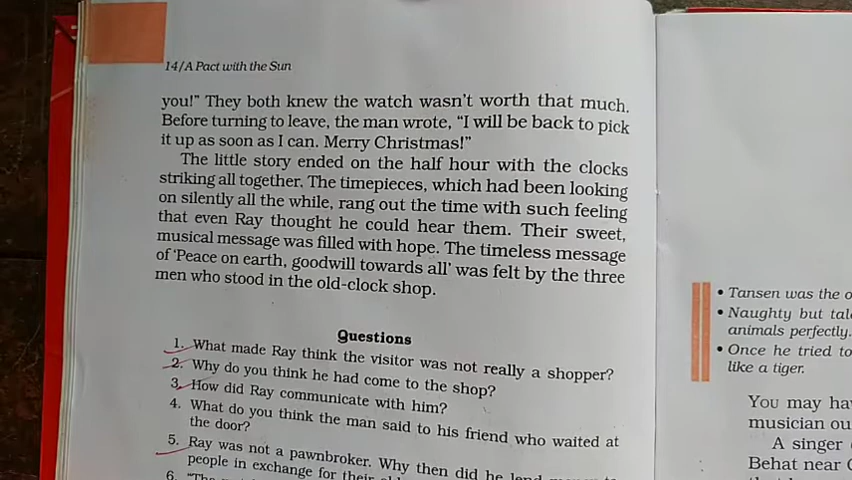 14/A Pact with the Sun
you!" They both knew the watch wasn't worth that much.
Before turning to leave, the man wrote, "I will be back to pick
it up as soon as I can. Merry Christmas!"
The little story ended on the half hour with the clocks
striking all together. The timepieces, which had been looking
on silently all the while, rang out the time with such feeling
that even Ray thought he could hear them. Their sweet,
musical message was filled with hope. The timeless message
of 'Peace on earth, goodwill towards all' was felt by the three
men who stood in the old-clock shop.
Questions
1. What made Ray think the visitor was not really a shopper?
2. Why do you think he had come to the shop?
3. How did Ray communicate with him?
4. What do you think the man said to his friend who waited at
the door?
5. Ray was not a pawnbroker. Why then did he lend
people in exchange for their
6.
• Tansen was the
• Naughty but
animals perfectly.
• Once he tried to
like a tiger.
YOU may
musician
A singer
Behat near